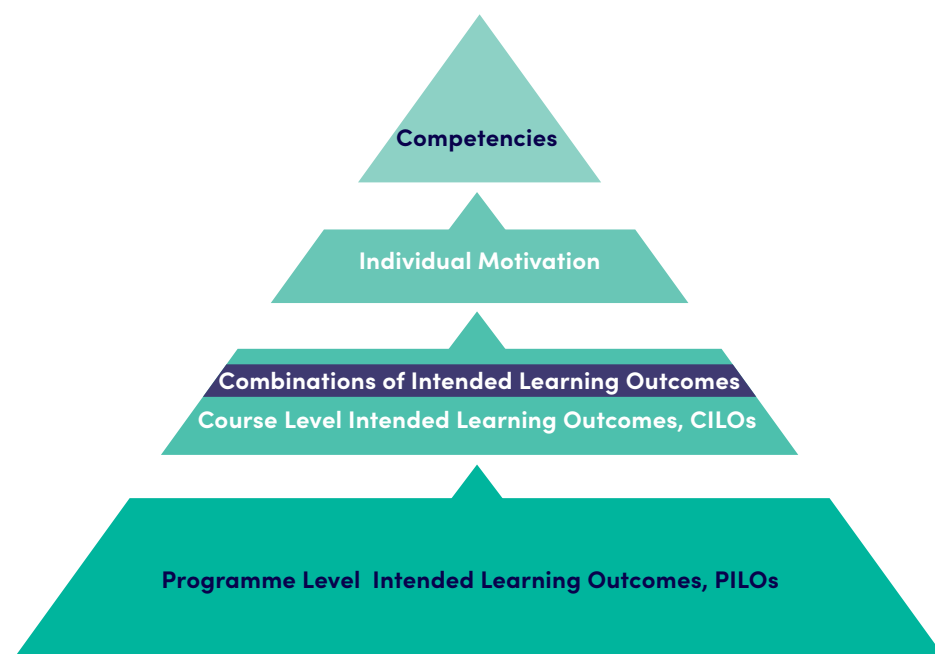 Competencies
Individual Motivation
Combinations of Intended Learning Outcomes
Course Level Intended Learning Outcomes, CILOs
Programme Level  Intended Learning Outcomes, PILOs